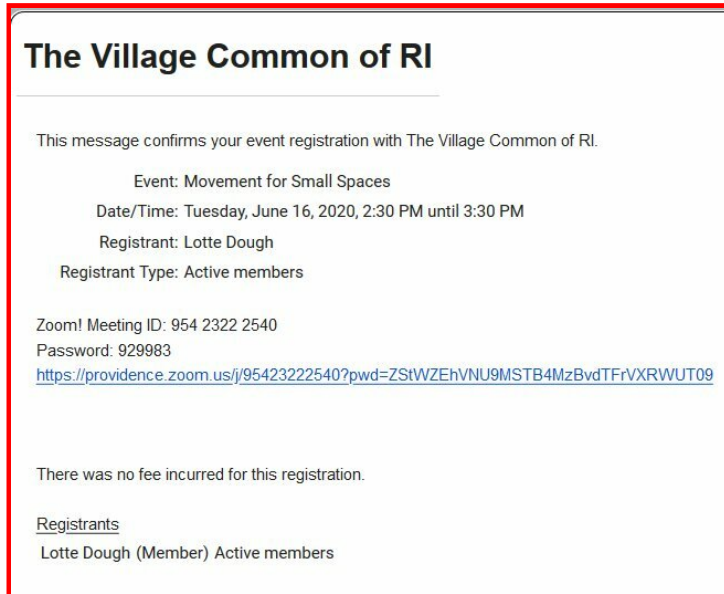 The Village Common of RI
This message confirms your event registration with The Village Common of RI.
Event: Movement for Small Spaces
Date/Time: Tuesday, June 16, 2020, 2:30 PM until 3:30 PM
Registrant: Lotte Dough
Registrant Type: Active members
Zoom! Meeting ID: 954 2322 2540
Password: 929983
https://providence.zoom.us/j/95423222540?pwd=ZStWZEhVNU9MSTB4MzBvdTFrVXRWUT09
There was no fee incurred for this registration.
Registrants
Lotte Dough (Member) Active members